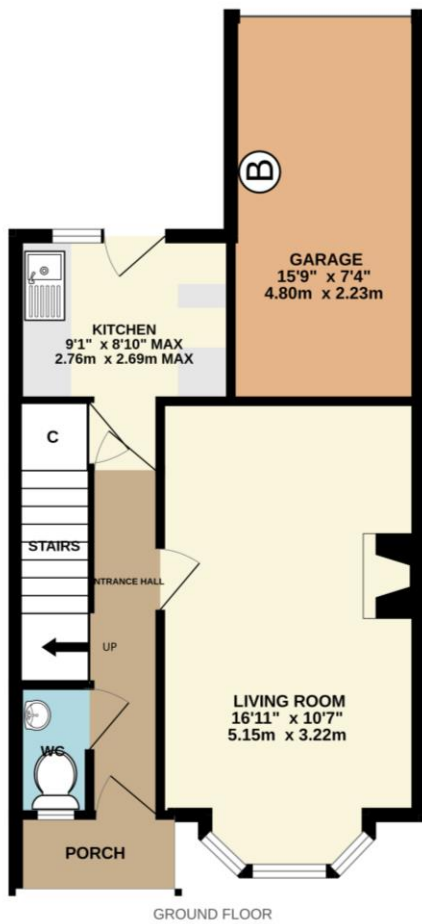 B
GARAGE
15'9" x 7'4"
4.80m x 2.23m
KITCHEN
9'1" x 8'10" MAX
2.76m x 2.69m MAX
C
STAIRS
NTRANCE HALL
UP
LIVING ROOM
16'11" x 10'7"
5.15m x 3.22m
WC
PORCH
GROUND FLOOR